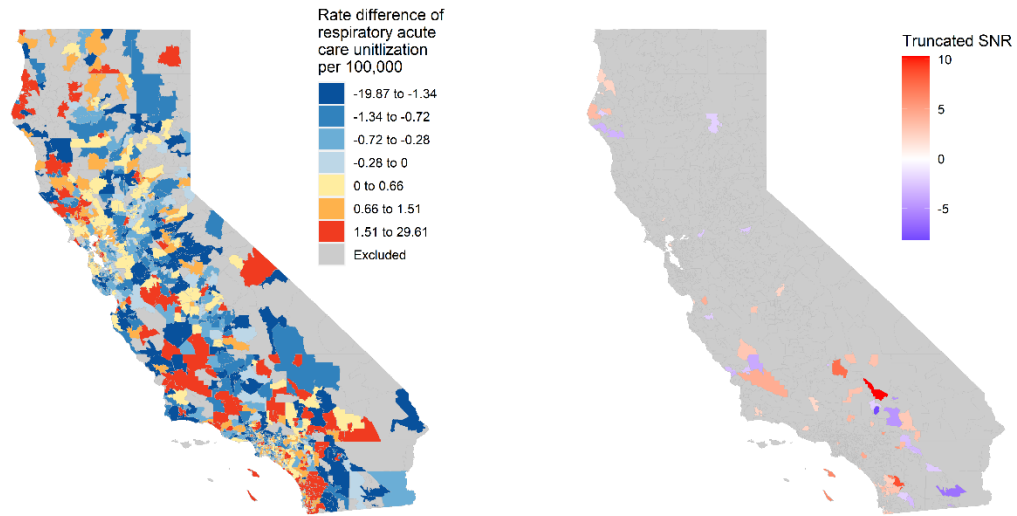 Rate difference of
respiratory acute
care unitlization
per 100,000
-19.87 to -1.34
-1.34 to -0.72
-0.72 to -0.28
-0.28 to 0
0 to 0.66
0.66 to 1.51
1.51 to 29.61
Excluded
Truncated SNR
10
5
0
-5